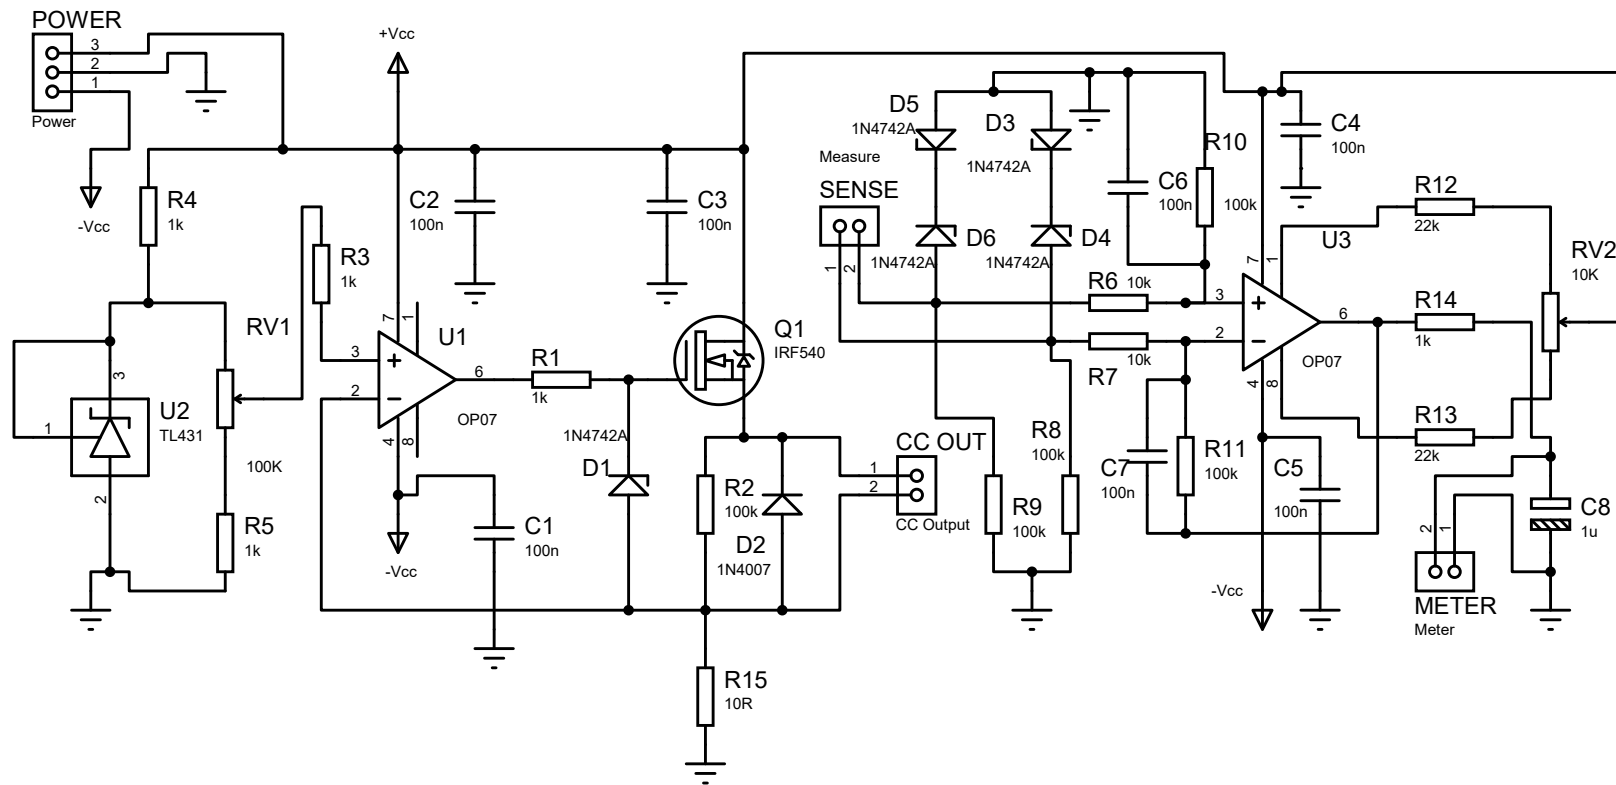 POWER
3
2
1
Power
-Vcc
+Vcc
R4
1k
R3
1k
RV1
100K
U2
TL431
3
1
2
R5
1k
C2
100n
C3
100n
U1
OP07
7
1
3
2
6
4
8
R1
1k
Q1
IRF540
1N4742A
D1
C1
100n
-Vcc
R2
100k
D2
1N4007
CC OUT
1
2
CC Output
R15
10R
Measure
SENSE
1
2
D5
1N4742A
D3
1N4742A
D6
1N4742A
D4
1N4742A
C6
100n
R10
100k
R6
10k
R7
10k
R8
100k
R9
100k
C7
100n
R11
100k
C4
100n
U3
OP07
7
1
3
2
6
4
8
C5
100n
-Vcc
R12
22k
R14
1k
R13
22k
RV2
10K
C8
1u
2
1
METER
Meter